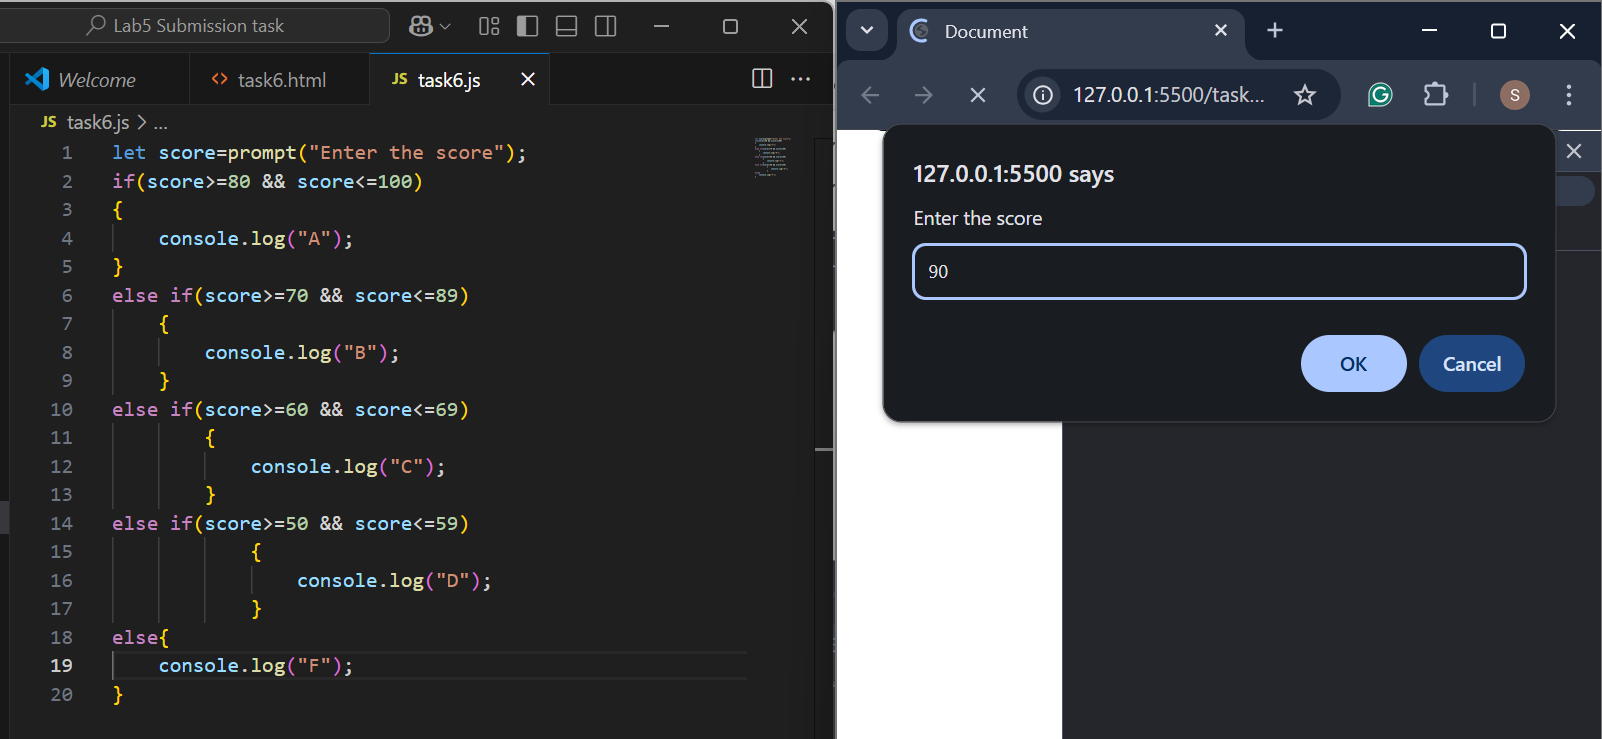 Lab5 Submission task
Welcome
<> task6.html
JS task6.js
JS task6.js > ...
1 let score=prompt("Enter the score");
2 if(score>=80 && score<=100)
3 {
4 console.log("A");
5 }
6 else if(score>=70 && score<=89)
7 {
8 console.log("B");
9 }
10 else if(score>=60 && score<=69)
11 {
12 console.log("C");
13 }
14 else if(score>=50 && score<=59)
15 {
16 console.log("D");
17 }
18 else{
19 console.log("F");
20 }
Document
127.0.0.1:5500/task...
S
127.0.0.1:5500 says
Enter the score
90
OK
Cancel